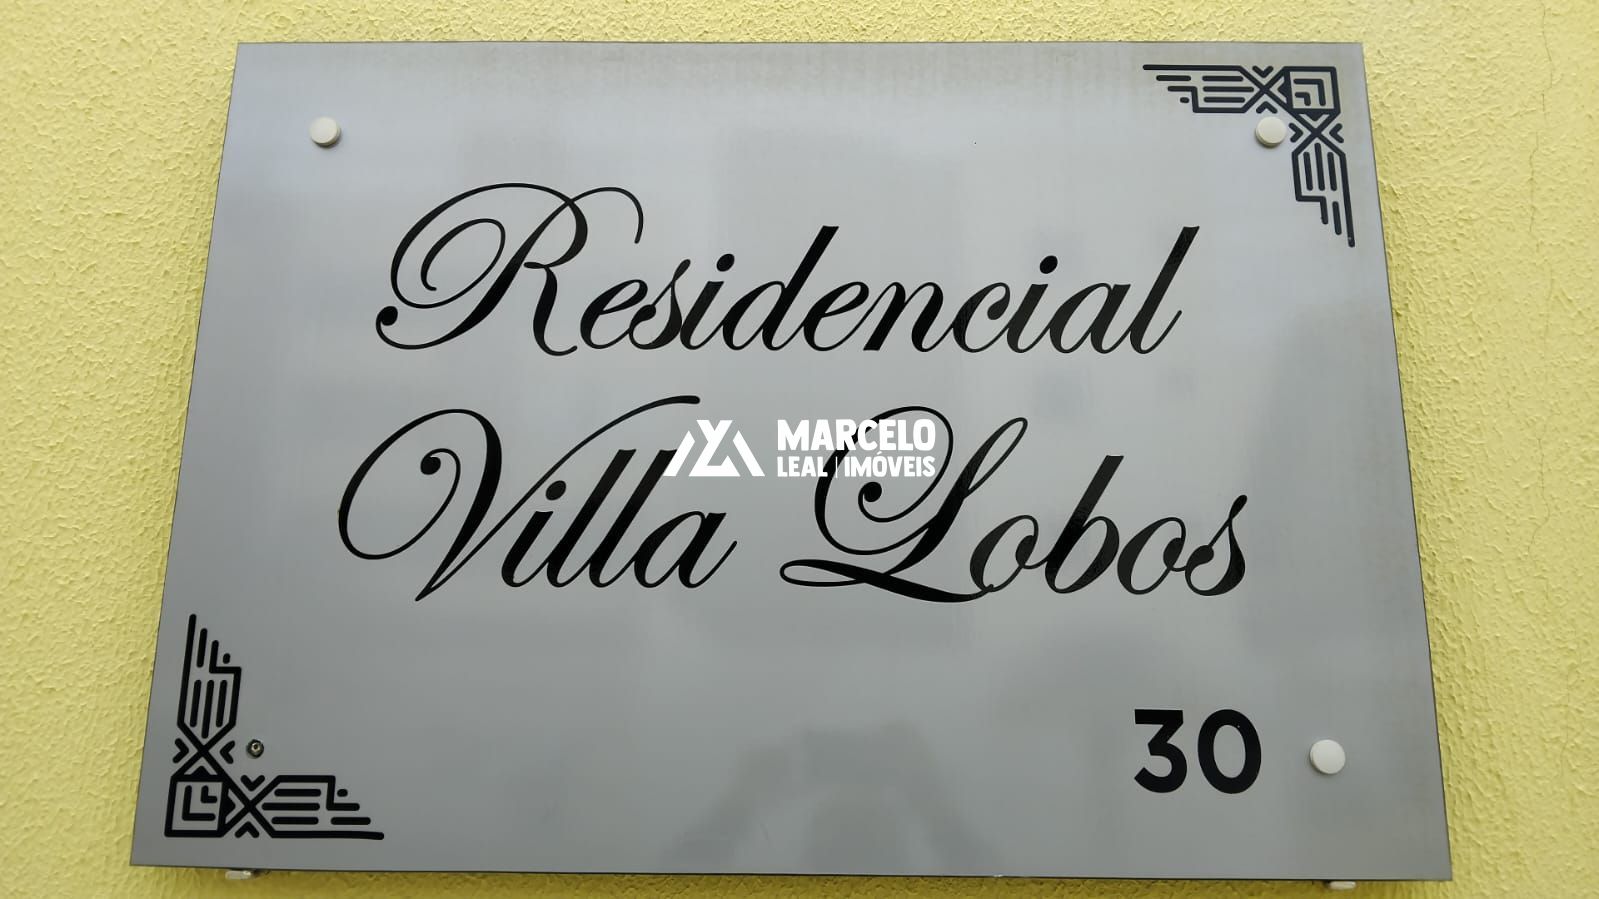 Residencial
Villa Lobos
MARCELO
LEAL | IMÓVEIS
30